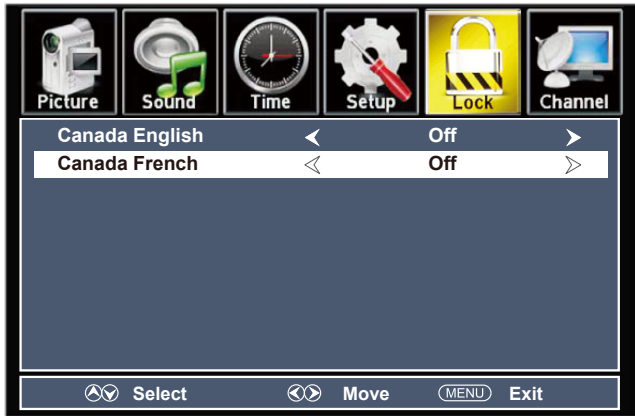 Picture Sound Time Setup Lock Channel
Canada English Off
Canada French Off
Select Move MENU Exit